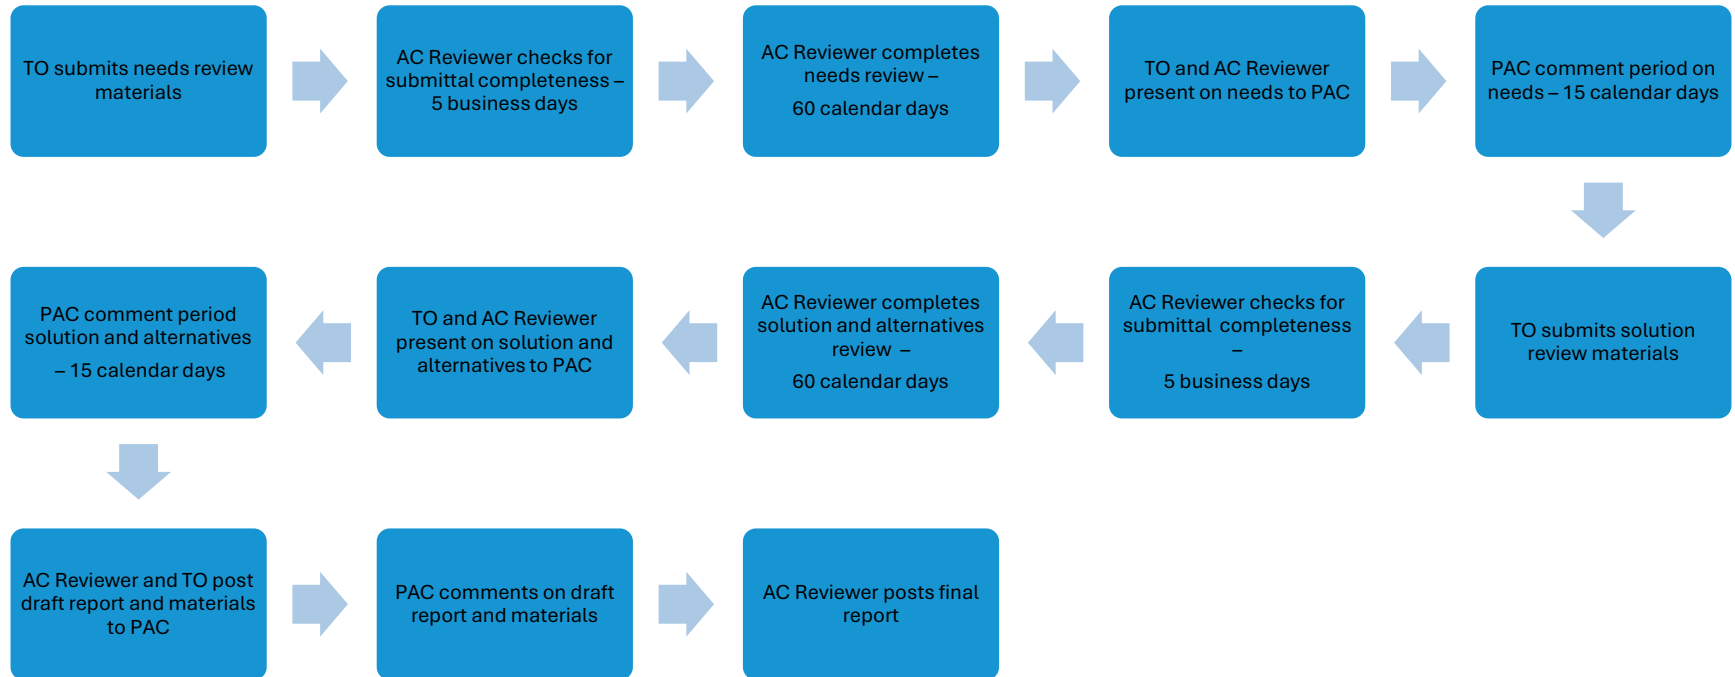 TO submits needs review
materials
AC Reviewer checks for
submittal completeness –
5 business days
AC Reviewer completes
needs review –
60 calendar days
TO and AC Reviewer
present on needs to PAC
PAC comment period on
needs – 15 calendar days
TO submits solution
review materials
AC Reviewer checks for
submittal  completeness
–
5 business days
AC Reviewer completes
solution and alternatives
review  –
60 calendar days
TO and AC Reviewer
present on solution and
alternatives to PAC
PAC comment period
solution and alternatives
– 15 calendar days
AC Reviewer and TO post
draft report and materials
to PAC
PAC comments on draft
report and materials
AC Reviewer posts final
report